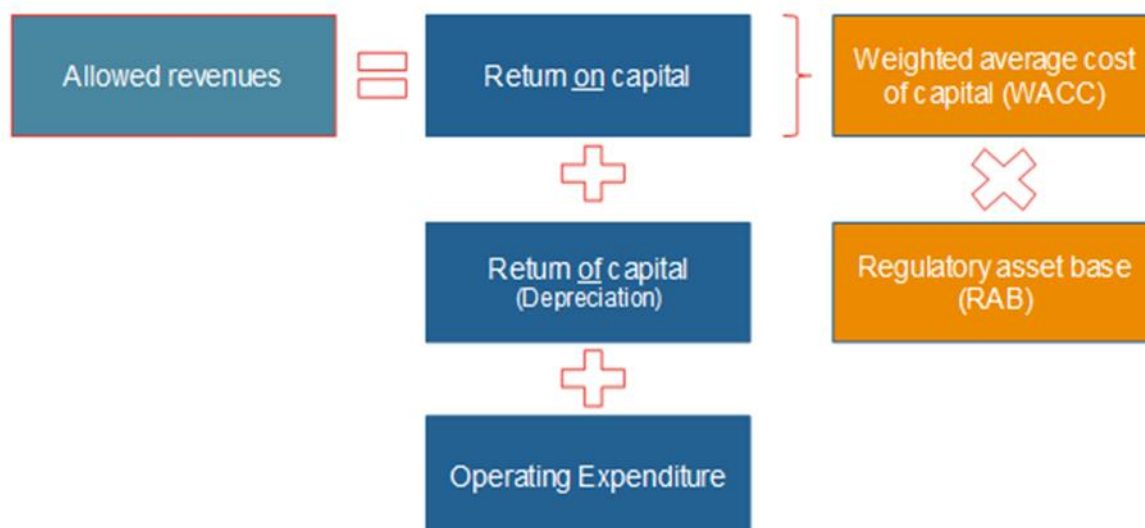 Allowed revenues
Return on capital
Weighted average cost
of capital (WACC)
Return of capital
(Depreciation)
Regulatory asset base
(RAB)
Operating Expenditure